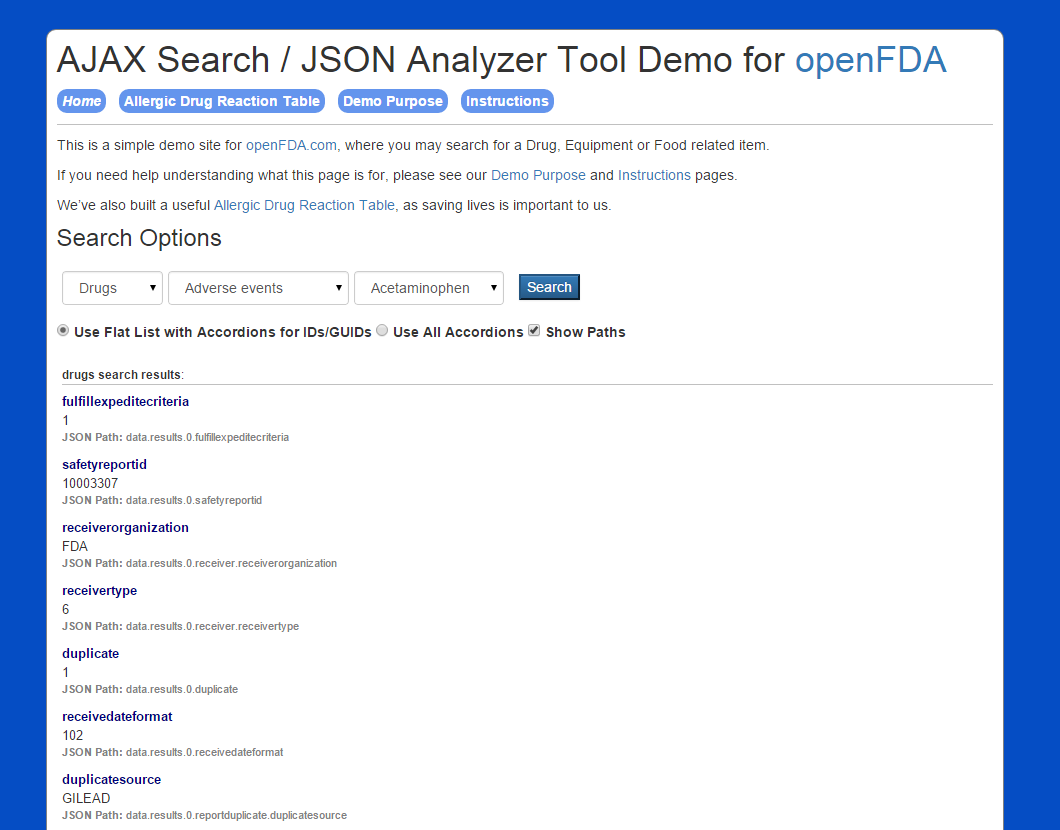 AJAX Search / JSON Analyzer Tool Demo for openFDA
Home Allergic Drug Reaction Table Demo Purpose Instructions
This is a simple demo site for openFDA.com, where you may search for a Drug, Equipment or Food related item.
If you need help understanding what this page is for, please see our Demo Purpose and Instructions pages.
We've also built a useful Allergic Drug Reaction Table, as saving lives is important to us.
Search Options
Drugs Adverse events Acetaminophen Search
Use Flat List with Accordions for IDs/GUIDs Use All Accordions Show Paths
drugs search results:
fulfillexpeditecriteria
1
JSON Path: data.results.0.fulfillexpeditecriteria
safetyreportid
10003307
JSON Path: data.results.0.safetyreportid
receiverorganization
FDA
JSON Path: data.results.0.receiver.receiverorganization
receivertype
6
JSON Path: data.results.0.receiver.receivertype
duplicate
1
JSON Path: data.results.0.duplicate
receivedateformat
102
JSON Path: data.results.0.receivedateformat
duplicatesource
GILEAD
JSON Path: data.results.0.reportduplicate.duplicatesource